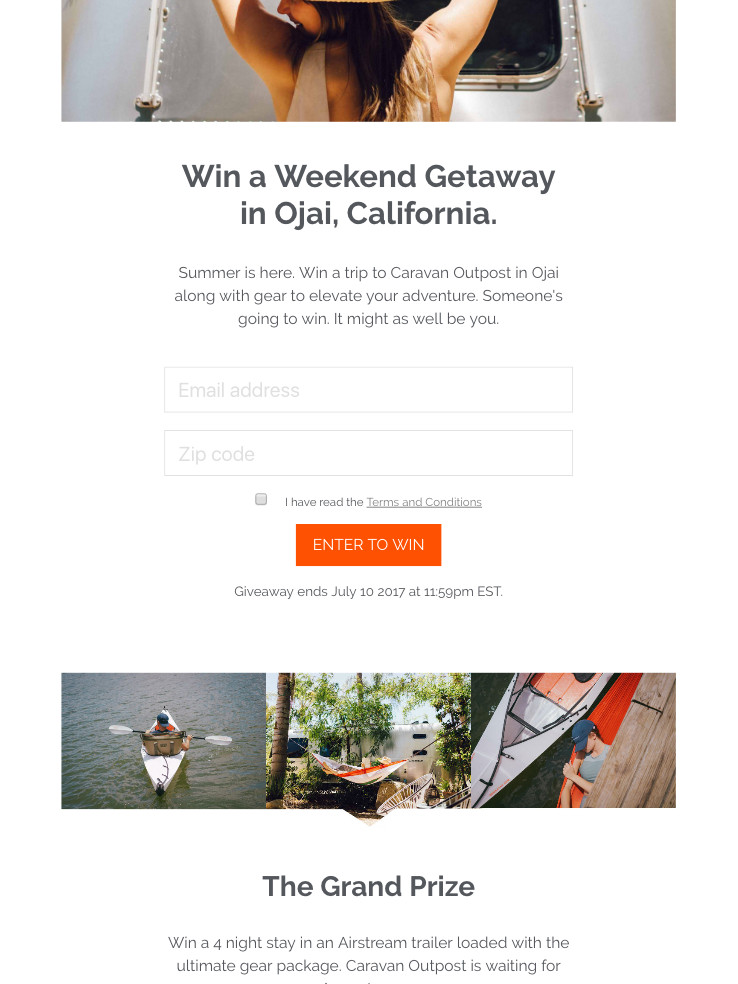 Win a Weekend Getaway
in Ojai, California.
Summer is here. Win a trip to Caravan Outpost in Ojai
along with gear to elevate your adventure. Someone's
going to win. It might as well be you.
Email address
Zip code
I have read the Terms and Conditions
ENTER TO WIN
Giveaway ends July 10 2017 at 11:59pm EST.
The Grand Prize
Win a 4 night stay in an Airstream trailer loaded with the
ultimate gear package. Caravan Outpost is waiting for